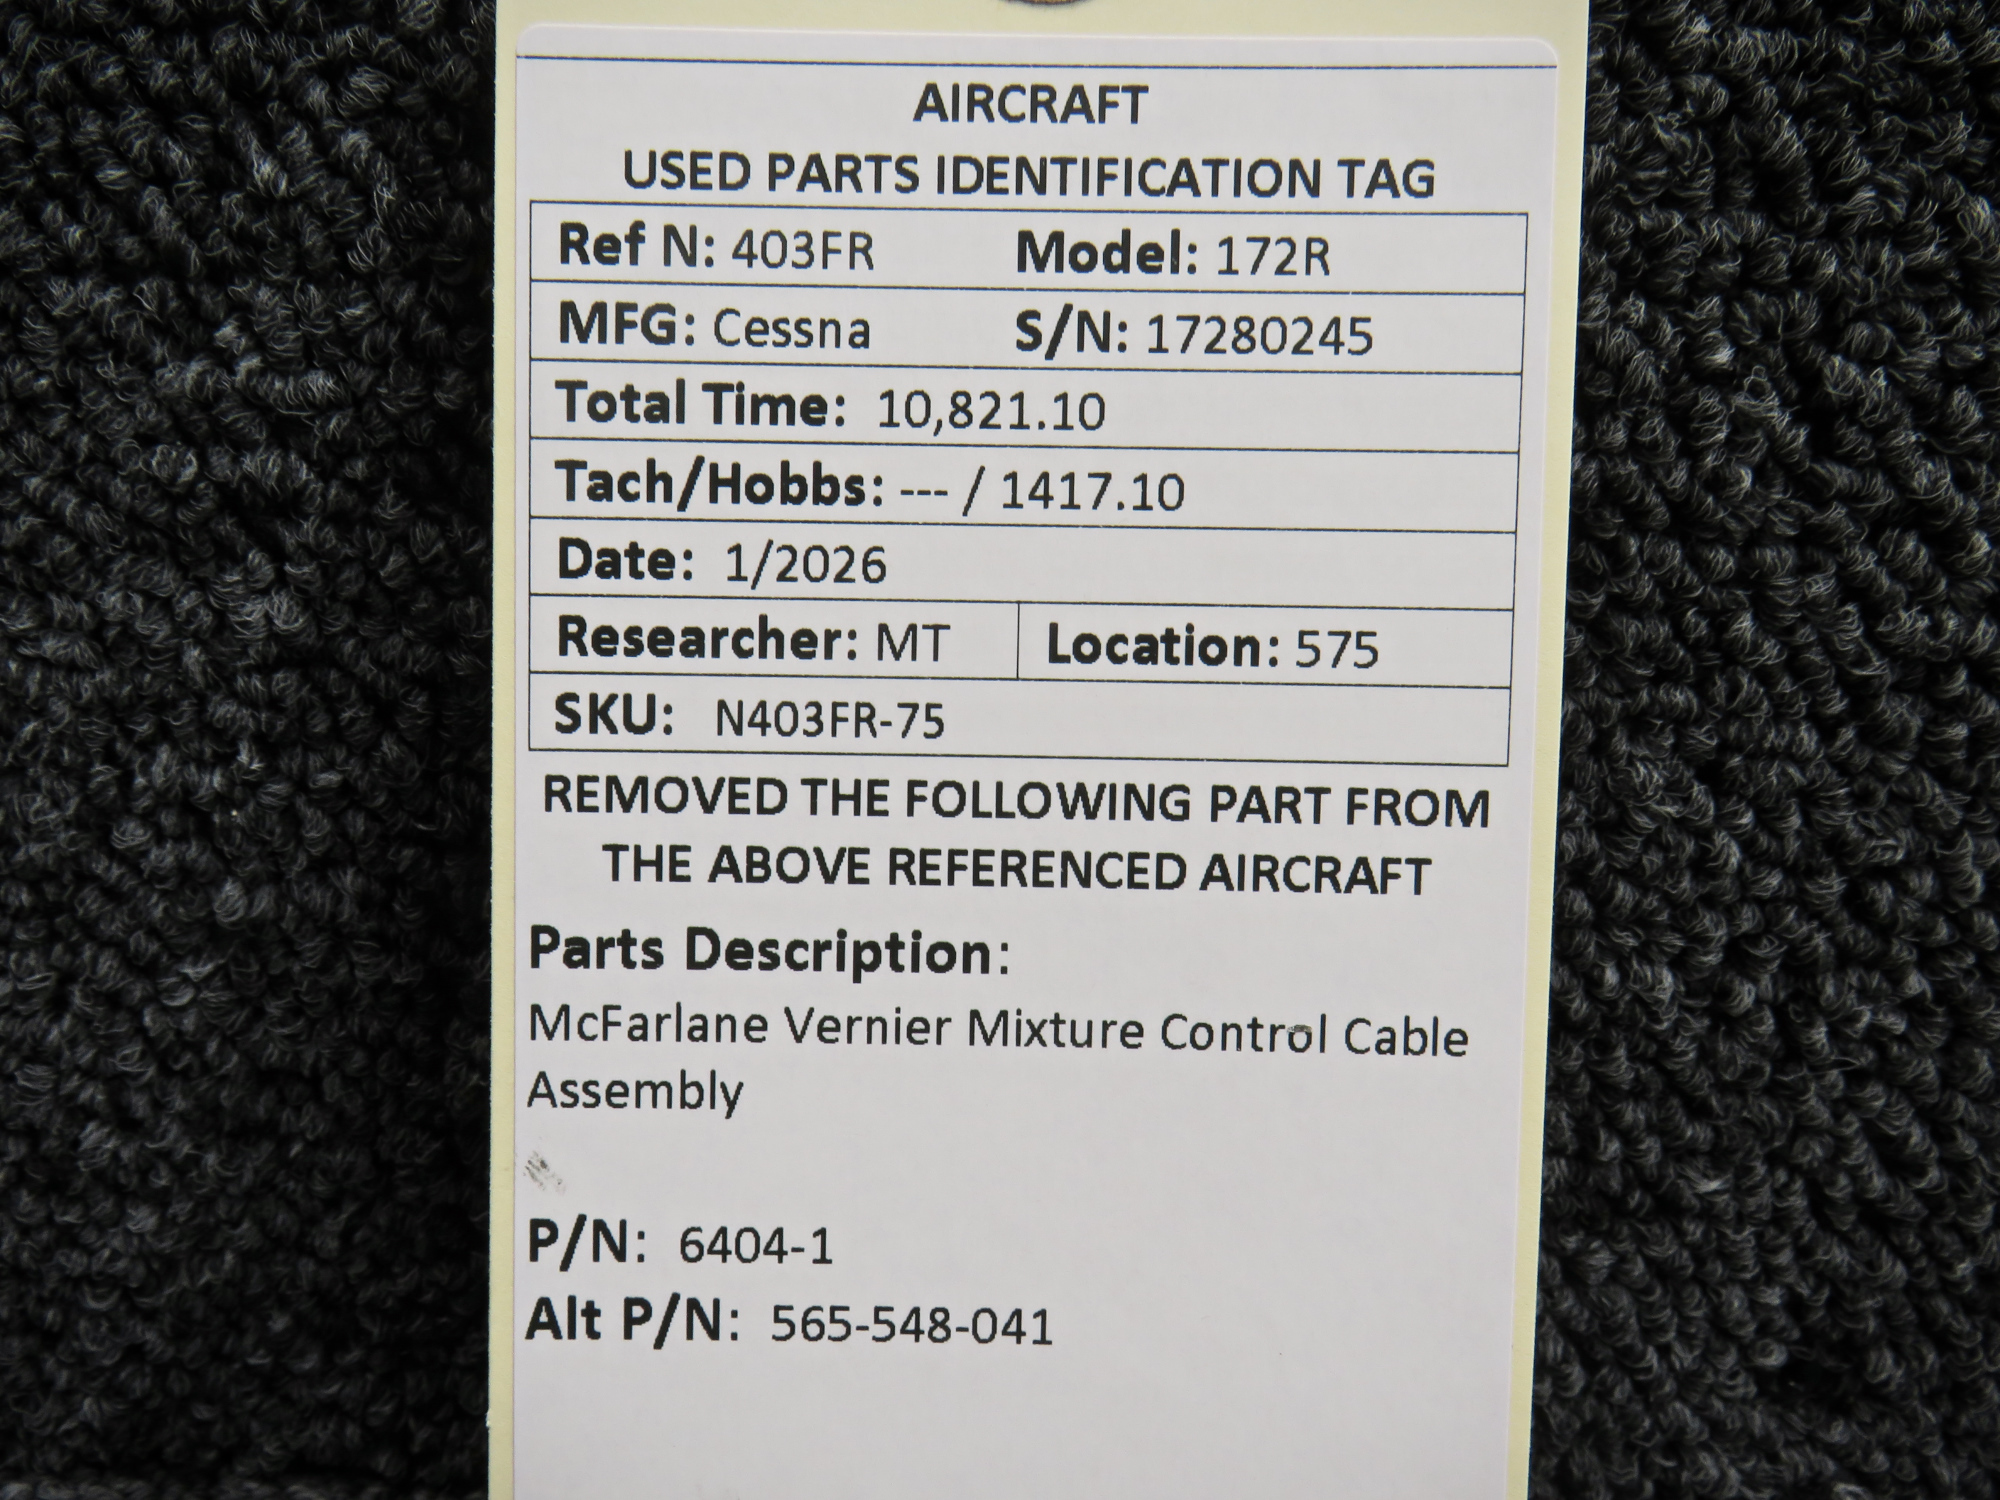 AIRCRAFT
USED PARTS IDENTIFICATION TAG
Ref N: 403FR Model: 172R
MFG: Cessna S/N: 17280245
Total Time: 10,821.10
Tach/Hobbs: --- / 1417.10
Date: 1/2026
Researcher: MT Location: 575
SKU: N403FR-75
REMOVED THE FOLLOWING PART FROM
THE ABOVE REFERENCED AIRCRAFT
Parts Description:
McFarlane Vernier Mixture Control Cable
Assembly
P/N: 6404-1
Alt P/N: 565-548-041